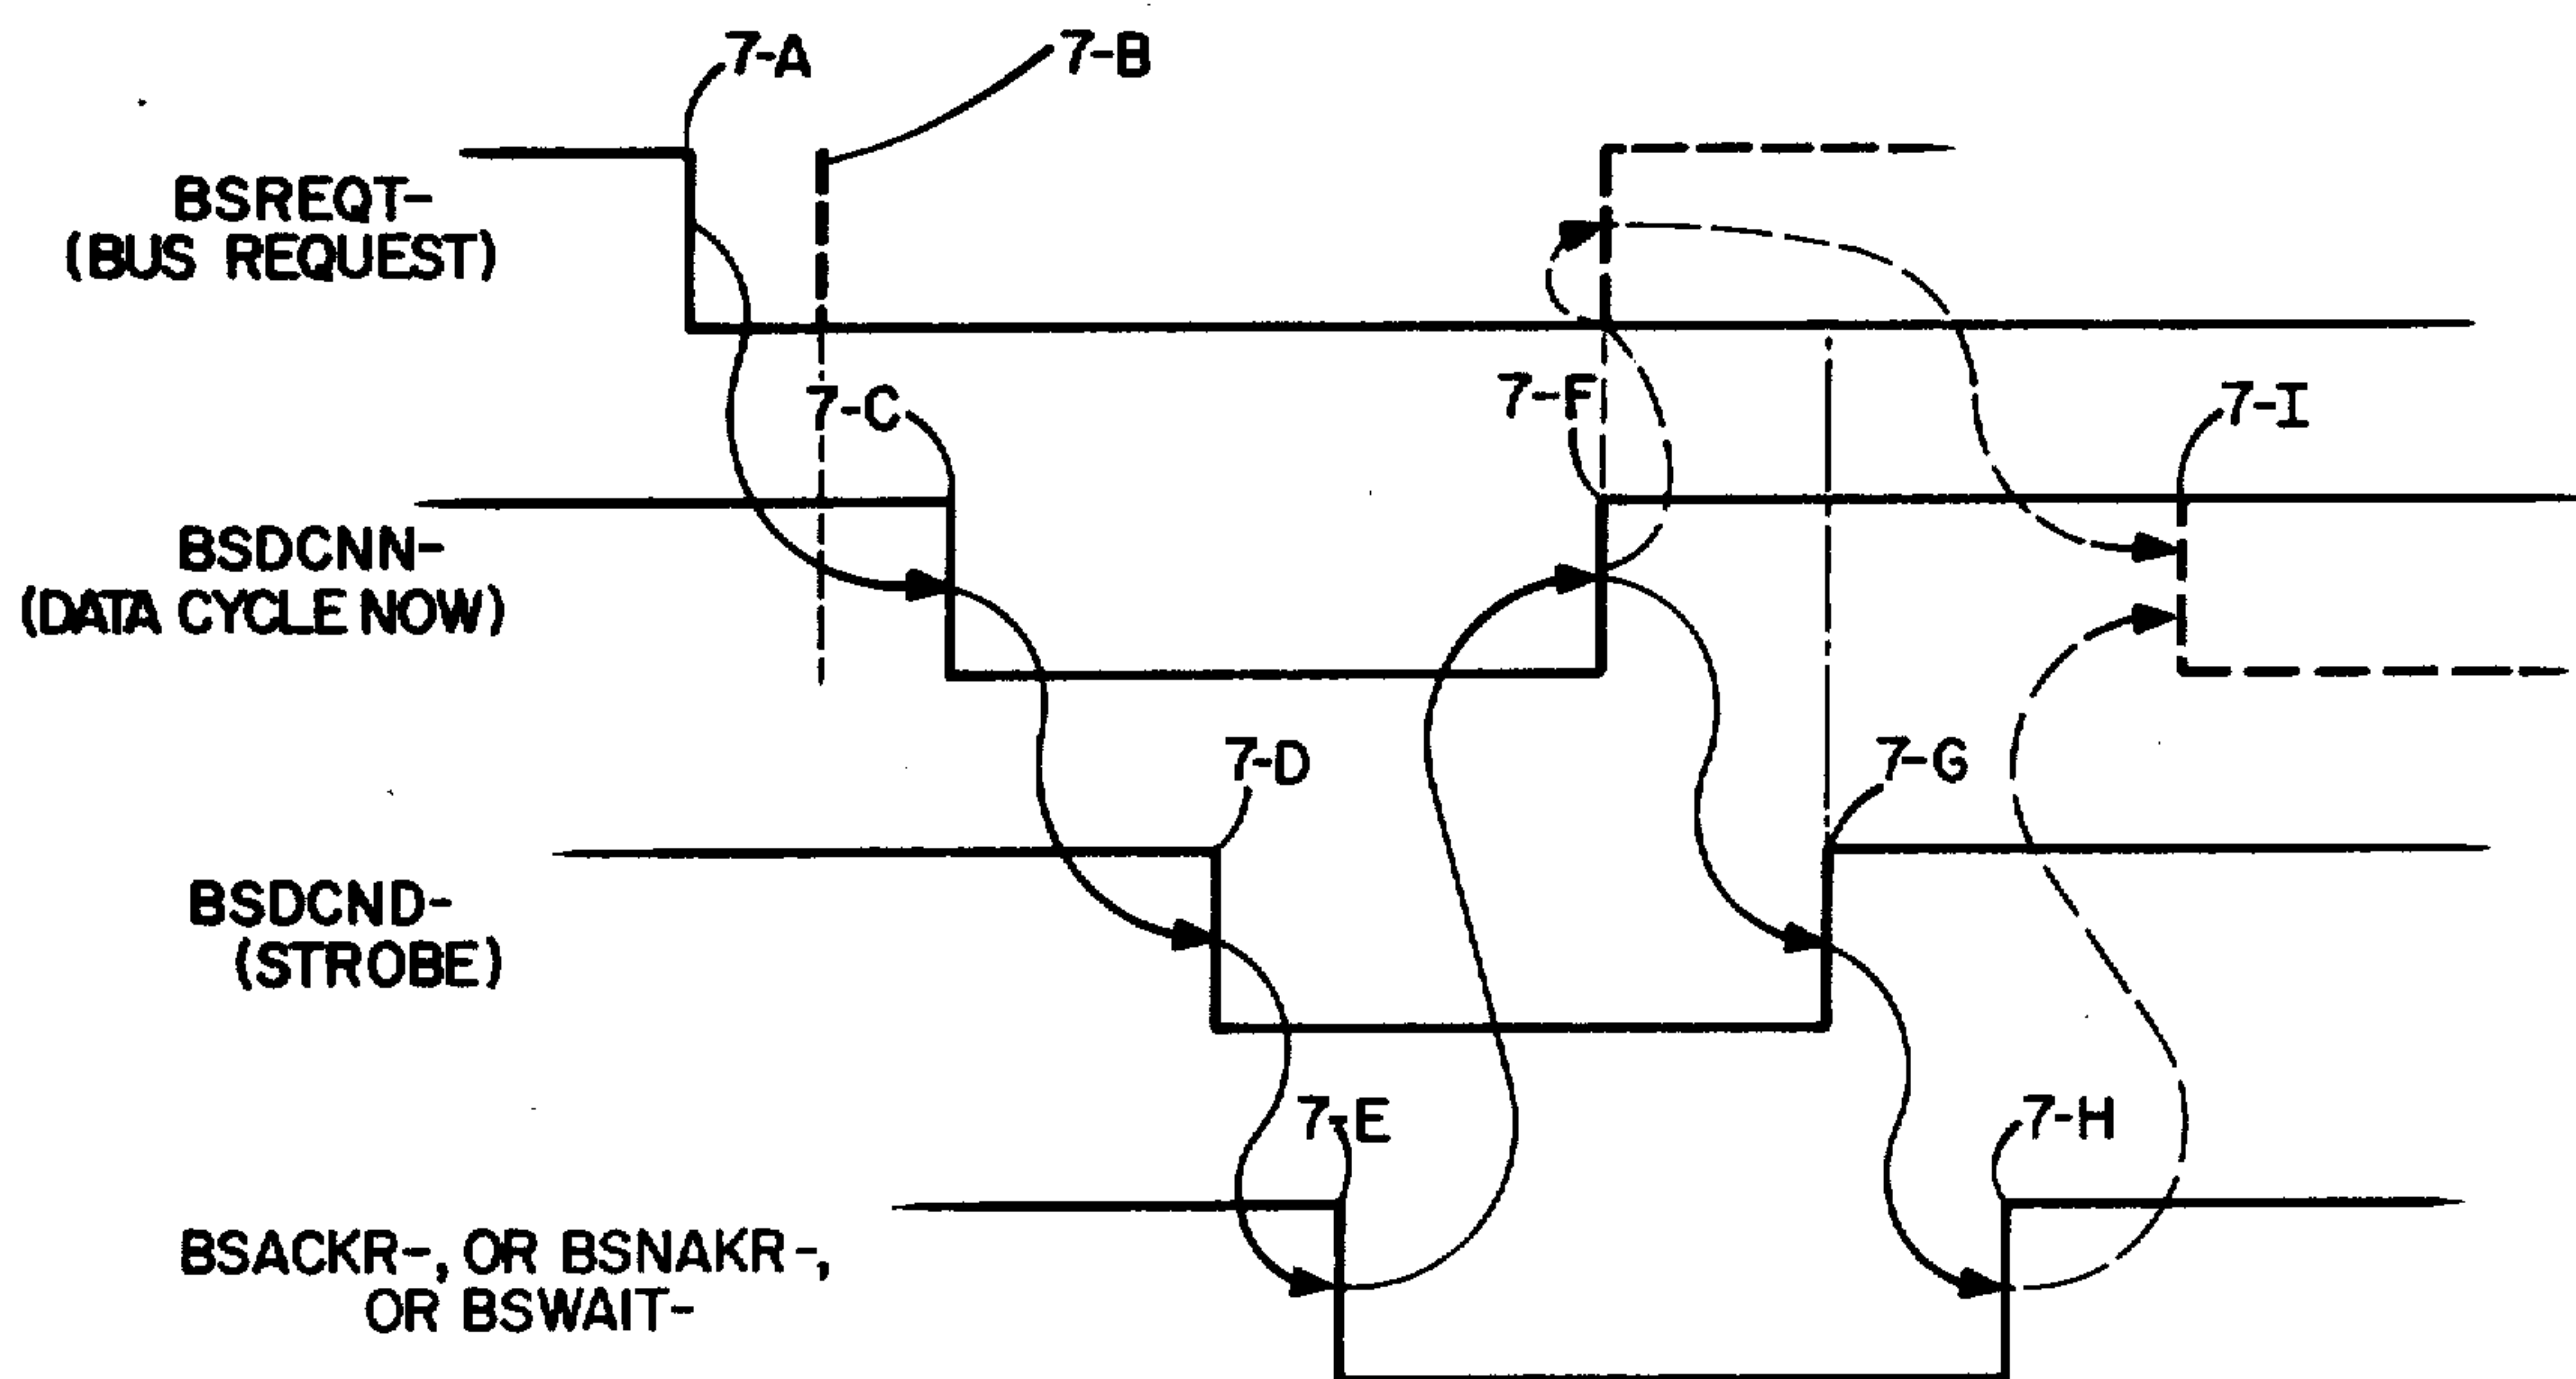 7-A
7-B
BSREQT-
(BUS REQUEST)
7-C
7-F
7-I
BSDCNN-
(DATA CYCLE NOW)
7-D
7-G
BSDCND-
(STROBE)
7-E
7-H
BSACKR-, OR BSNAKR-,
OR BSWAIT-